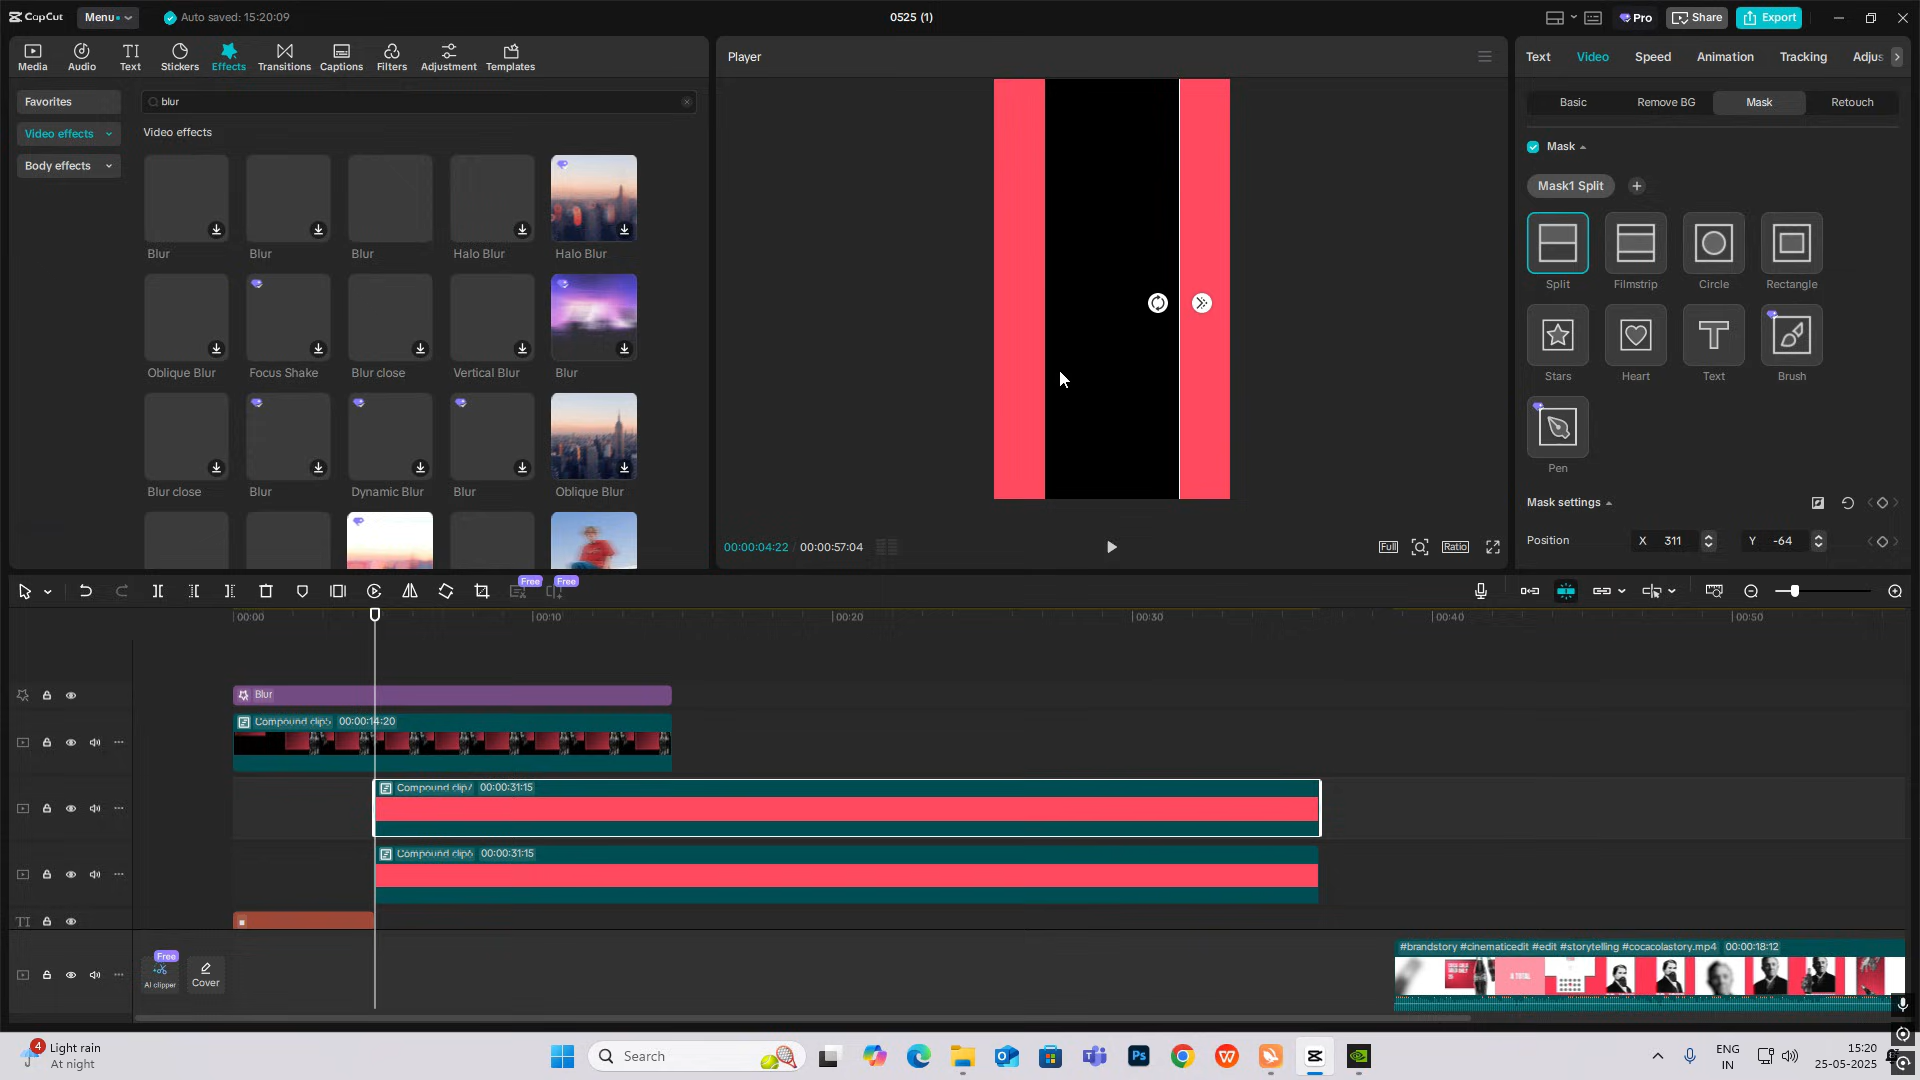 CapCut
Menu
Auto saved: 15:20:09
0525 (1)
Pro
Share
Export
Media
Audio
Text
Stickers
Effects
Transitions
Captions
Filters
Adjustment
Templates
Favorites
Video effects
Body effects
blur
Video effects
Blur
Blur
Blur
Halo Blur
Halo Blur
Oblique Blur
Focus Shake
Blur close
Vertical Blur
Blur
Blur close
Blur
Dynamic Blur
Blur
Oblique Blur
Player
00:00:04:22
00:00:57:04
Full
Ratio
Text
Video
Speed
Animation
Tracking
Adjus
Basic
Remove BG
Mask
Retouch
Mask
Mask1 Split
Split
Filmstrip
Circle
Rectangle
Stars
Heart
Text
Brush
Pen
Mask settings
Position
X 311
Y -64
Free
Free
00:00
00:10
00:20
00:30
00:40
00:50
Blur
Compound clip 00:00:14:20
Compound clip 00:00:31:15
Compound clip 00:00:31:15
Free
AI clipper
Cover
#brandstory #cinematicedit #edit #storytelling #cocacolastory.mp4 00:00:18:12
A TOTAL
4
Light rain
At night
Search
Ps
ENG
IN
15:20
25-05-2025